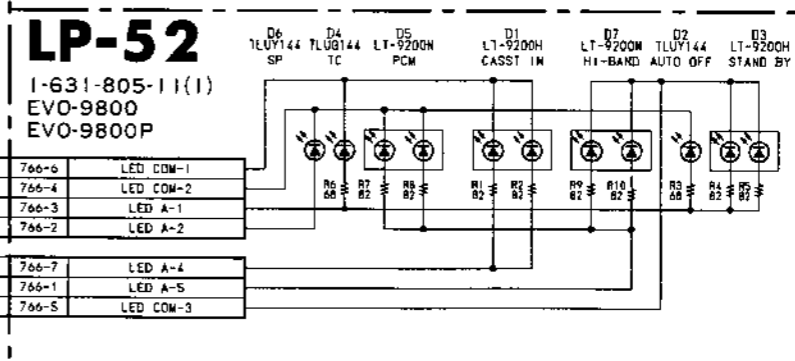 LP-52
1-631-805-11(1)
EVO-9800
EVO-9800P
D6
TLUY144
SP
D4
TLUG144
TC
D5
LT-9200H
PCM
D1
LT-9200H
CASST IN
D7
LT-9200H
HI-BAND
D2
TLUY144
AUTO OFF
D3
LT-9200H
STAND BY
R6
68
R7
82
R8
82
R1
82
R2
82
R9
82
R10
82
R3
68
R4
82
R5
82
766-6 LED COM-1
766-4 LED COM-2
766-3 LED A-1
766-2 LED A-2
766-7 LED A-4
766-1 LED A-5
766-5 LED COM-3